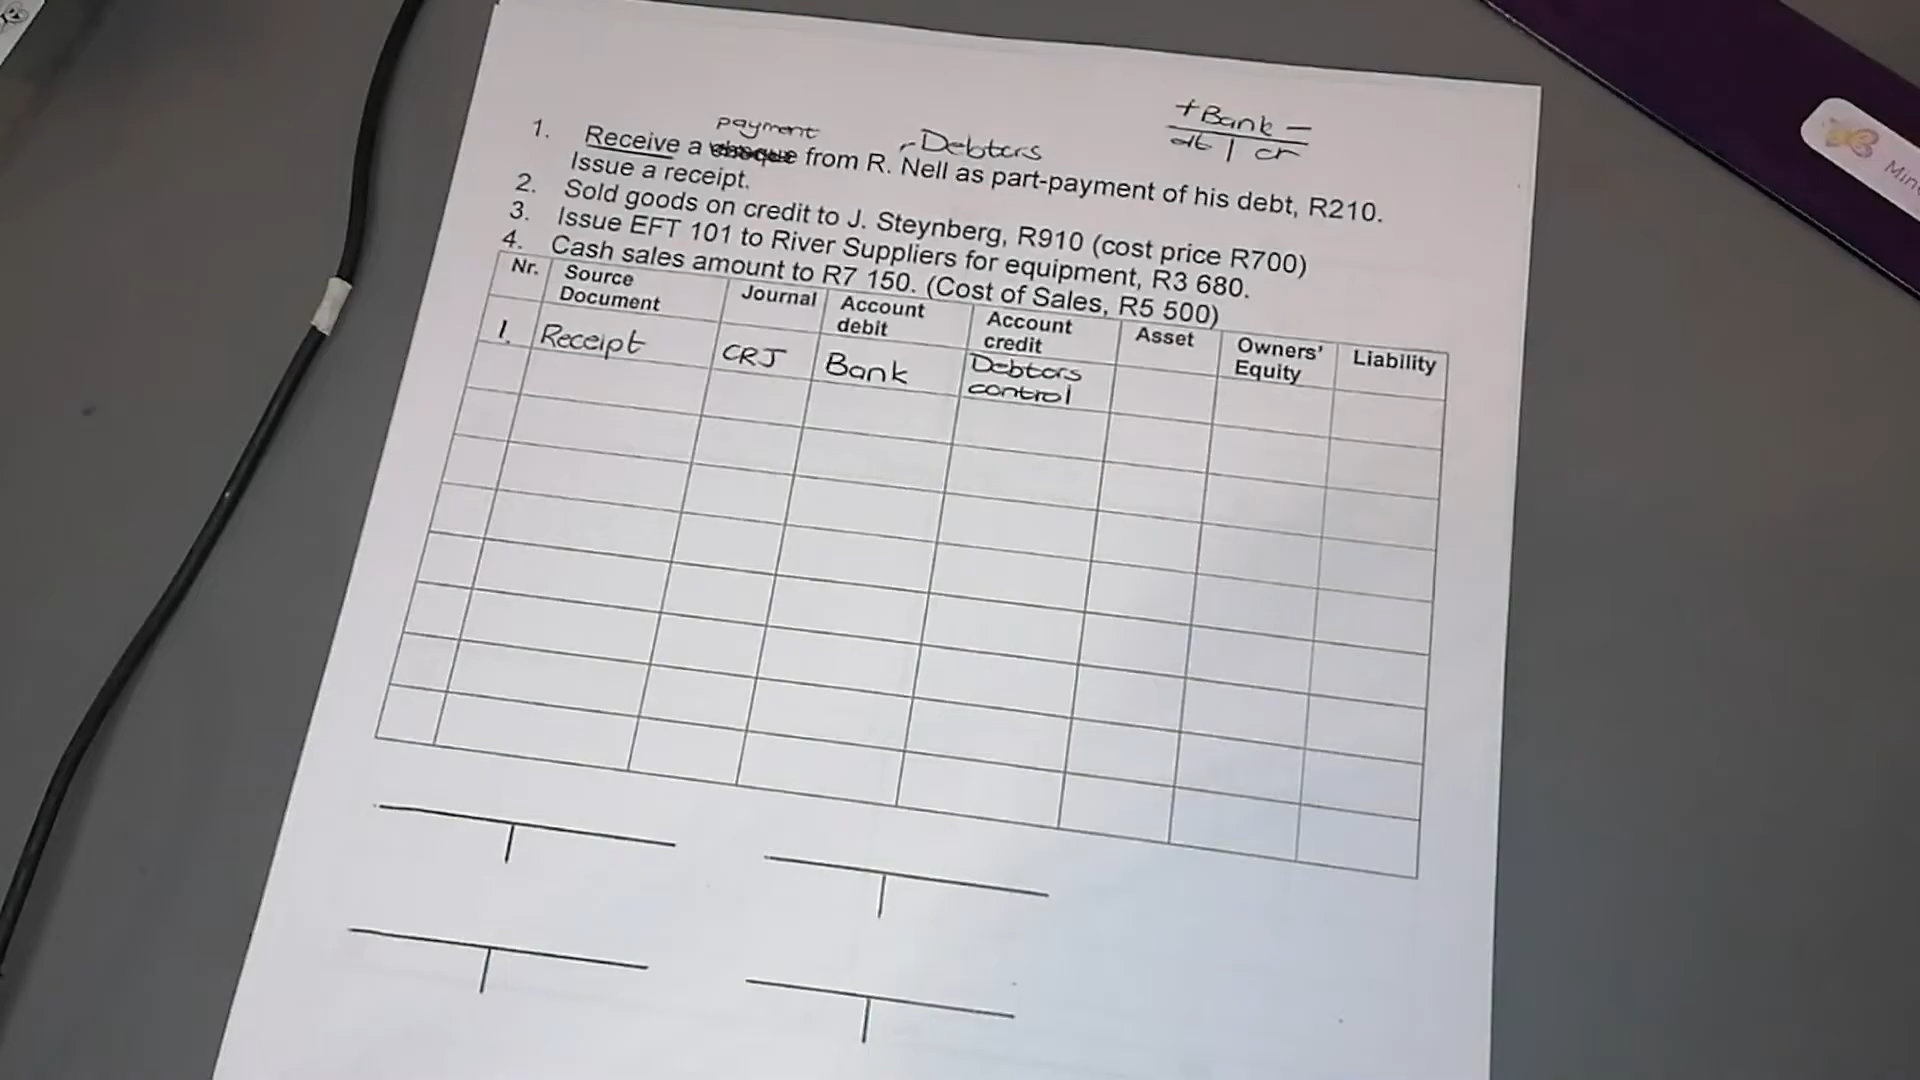 + Bank -
dt | cr
payment
Debtors
1. Receive a from R. Nell as part-payment of his debt, R210.
Issue a receipt.
2. Sold goods on credit to J. Steynberg, R910 (cost price R700)
3. Issue EFT 101 to River Suppliers for equipment, R3 680.
4. Cash sales amount to R7 150. (Cost of Sales, R5 500)
Nr. Source Document Journal Account debit Account credit Asset Owners' Equity Liability
1. Receipt CRJ Bank Debtors control